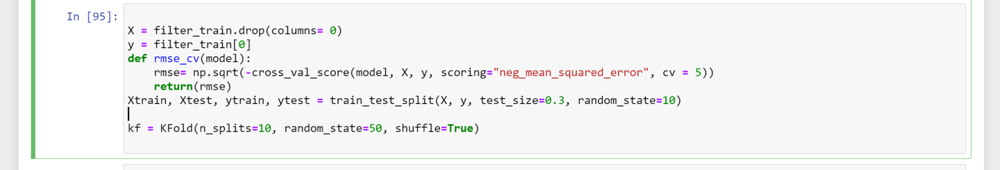 In [95]:
X = filter_train.drop(columns= 0)
y = filter_train[0]
def rmse_cv(model):
    rmse= np.sqrt(-cross_val_score(model, X, y, scoring="neg_mean_squared_error", cv = 5))
    return(rmse)
Xtrain, Xtest, ytrain, ytest = train_test_split(X, y, test_size=0.3, random_state=10)
kf = KFold(n_splits=10, random_state=50, shuffle=True)